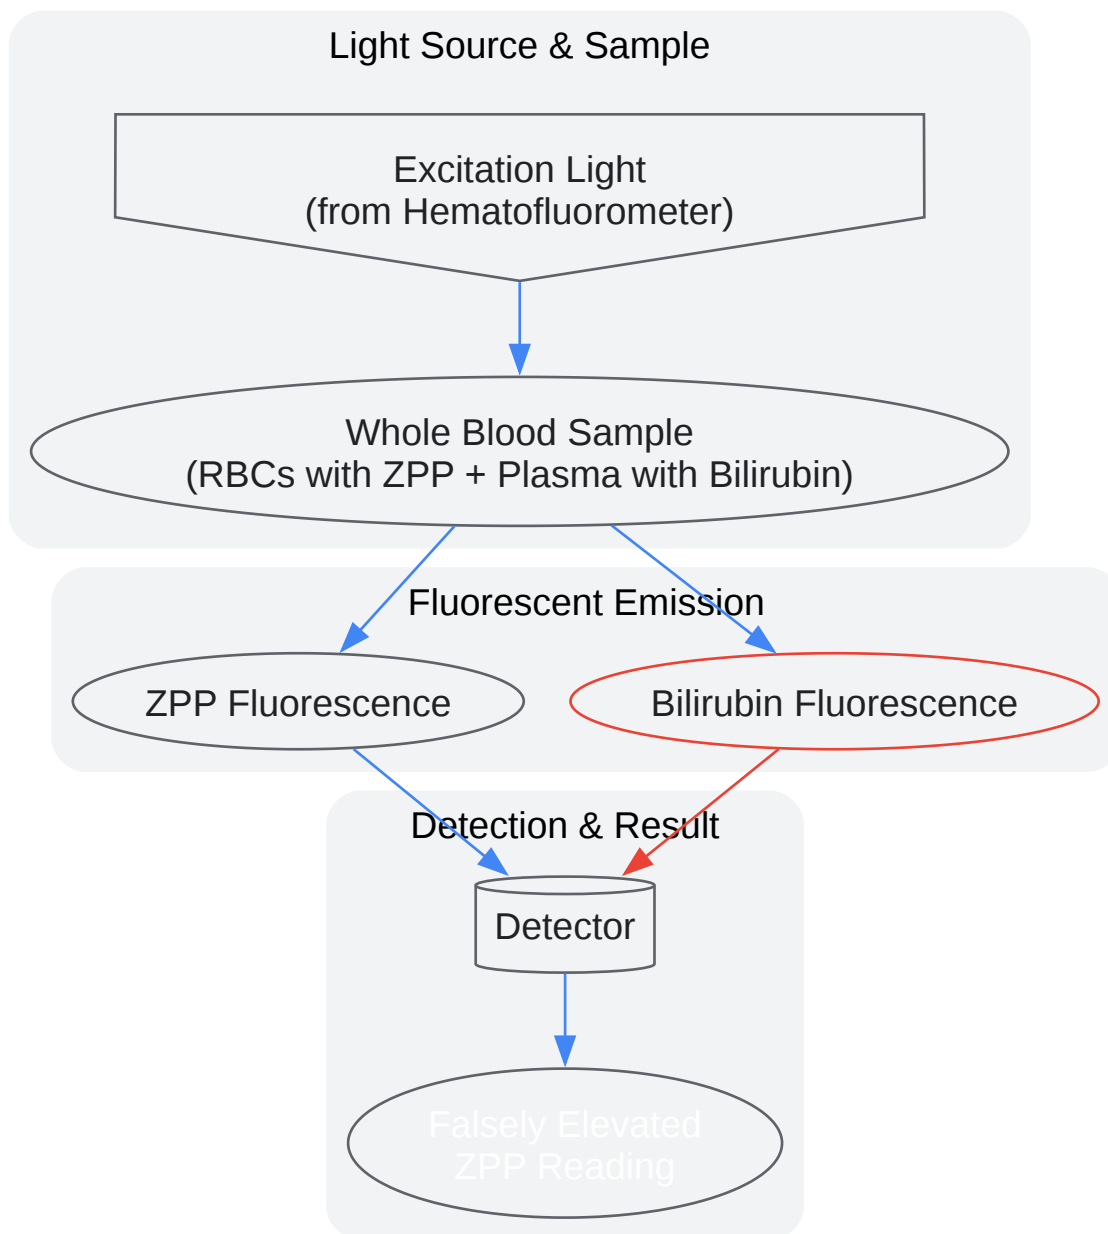 Light Source & Sample
Excitation Light
(from Hematofluorometer)
Whole Blood Sample
(RBCs with ZPP + Plasma with Bilirubin)
Fluorescent Emission
ZPP Fluorescence
Bilirubin Fluorescence
Detection & Result
Detector
Falsely Elevated
ZPP Reading